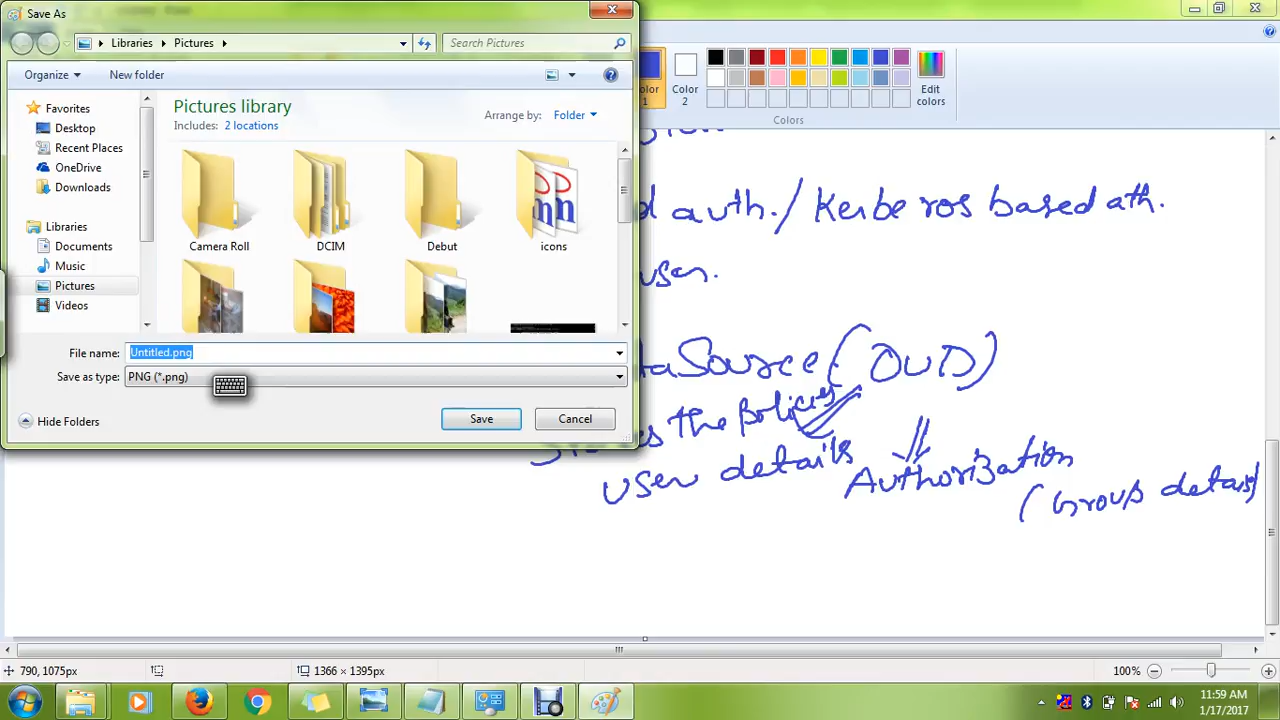 Save As
Libraries Pictures
Search Pictures
Organize New folder
Favorites
Desktop
Recent Places
OneDrive
Downloads
Libraries
Documents
Music
Pictures
Videos
Pictures library
Includes: 2 locations
Arrange by: Folder
Camera Roll DCIM Debut icons
File name: Untitled.png
Save as type: PNG (*.png)
Hide Folders
Save Cancel
Color 2
Edit colors
Colors
auth./ Kerberos based ath.
user.
Source (OUD)
the policies
user details Authorization
(Group details)
790, 1075px
1366 × 1395px
100%
11:59 AM
1/17/2017